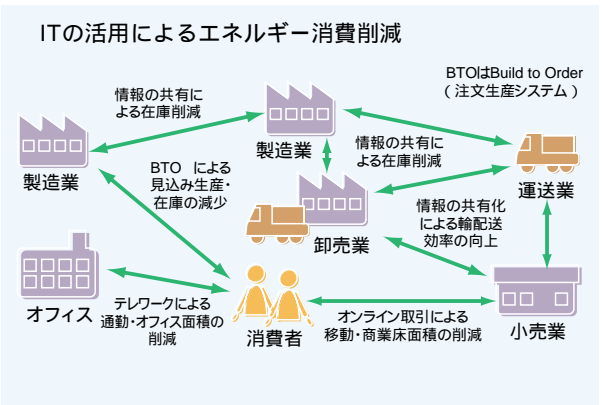 ITの活用によるエネルギー消費削減
BTOはBuild to Order
(注文生産システム)
情報の共有に
よる在庫削減
製造業
情報の共有に
よる在庫削減
製造業
運送業
BTO による
見込み生産・
在庫の減少
卸売業
情報の共有化
による輸配送
効率の向上
オフィス
テレワークによる
通勤・オフィス面積の
削減
消費者
オンライン取引による
移動・商業床面積の削減
小売業